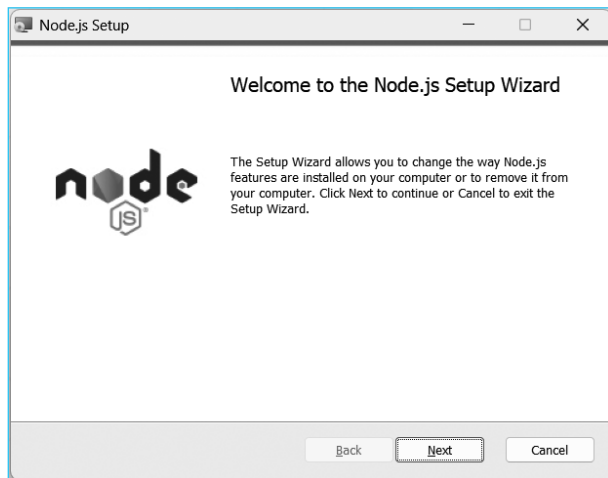 Node.js Setup
Welcome to the Node.js Setup Wizard
node
JS
The Setup Wizard allows you to change the way Node.js
features are installed on your computer or to remove it from
your computer. Click Next to continue or Cancel to exit the
Setup Wizard.
Back
Next
Cancel